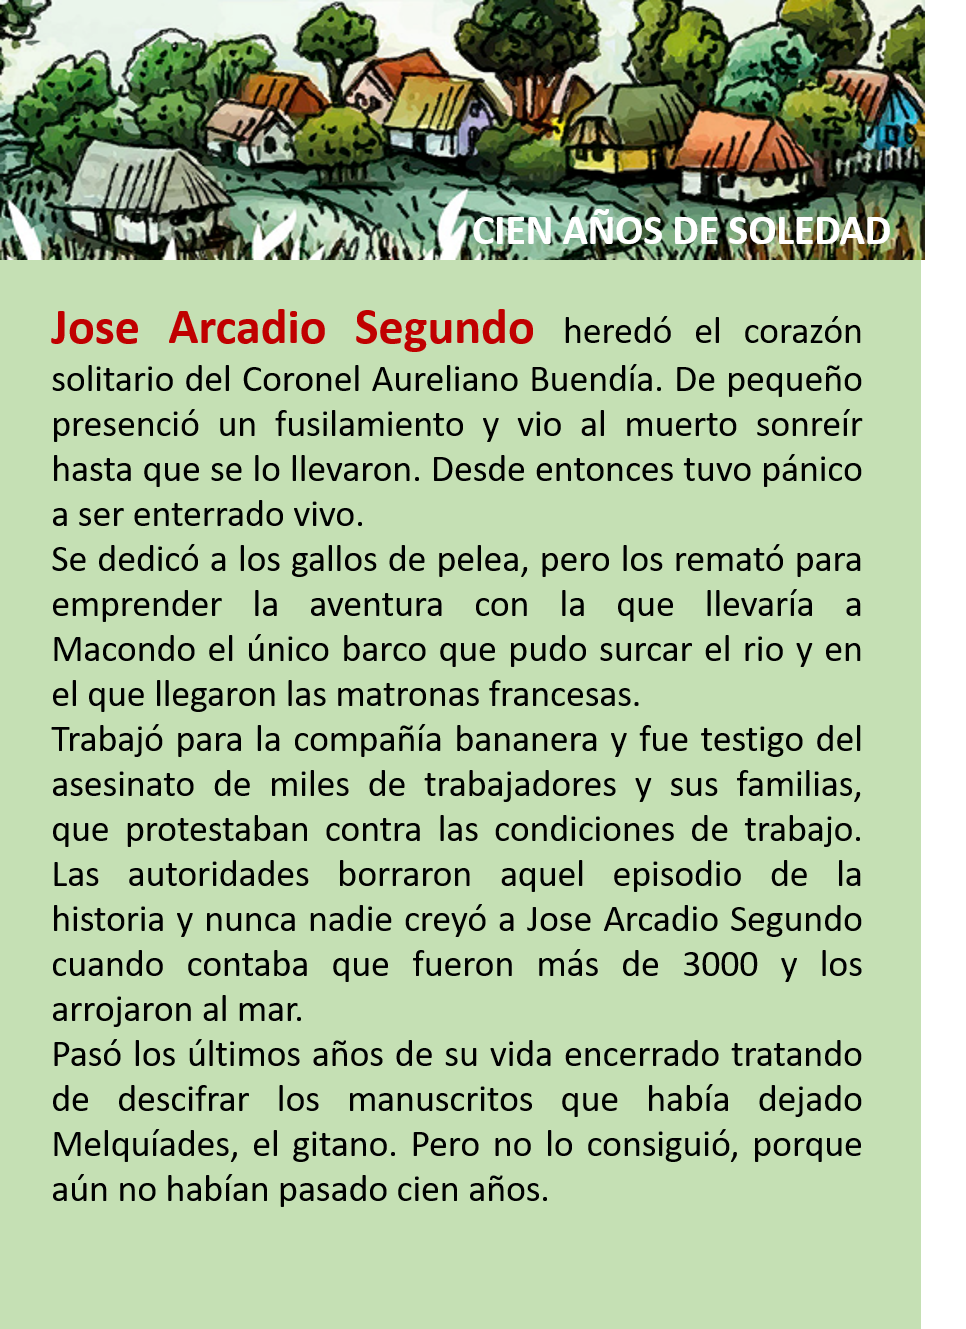 CIEN AÑOS DE SOLEDAD
Jose Arcadio Segundo heredó el corazón
solitario del Coronel Aureliano Buendía. De pequeño
presenció un fusilamiento y vio al muerto sonreír
hasta que se lo llevaron. Desde entonces tuvo pánico
a ser enterrado vivo.
Se dedicó a los gallos de pelea, pero los remató para
emprender la aventura con la que llevaría a
Macondo el único barco que pudo surcar el rio y en
el que llegaron las matronas francesas.
Trabajó para la compañía bananera y fue testigo del
asesinato de miles de trabajadores y sus familias,
que protestaban contra las condiciones de trabajo.
Las autoridades borraron aquel episodio de la
historia y nunca nadie creyó a Jose Arcadio Segundo
cuando contaba que fueron más de 3000 y los
arrojaron al mar.
Pasó los últimos años de su vida encerrado tratando
de descifrar los manuscritos que había dejado
Melquíades, el gitano. Pero no lo consiguió, porque
aún no habían pasado cien años.